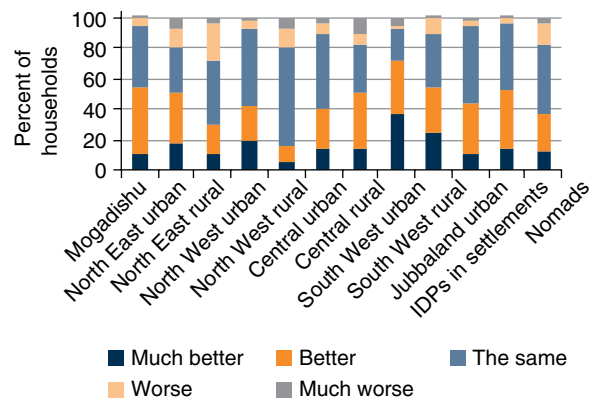 Percent of
households
100
80
60
40
20
0
Mogadishu
North East urban
North East rural
North West urban
North West rural
Central urban
Central rural
South West urban
South West rural
Jubbaland urban
IDPs in settlements
Nomads
Much better
Better
The same
Worse
Much worse